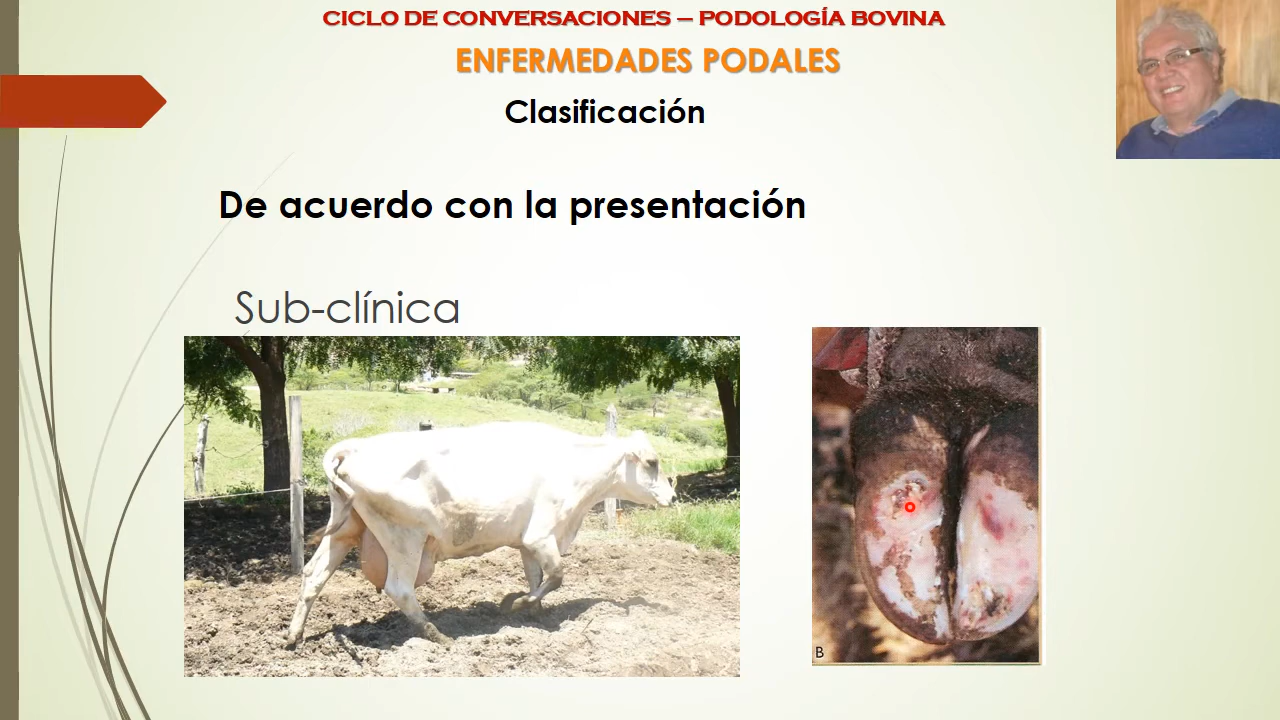 CICLO DE CONVERSACIONES – PODOLOGÍA BOVINA
ENFERMEDADES PODALES
Clasificación
De acuerdo con la presentación
Sub-clínica
B